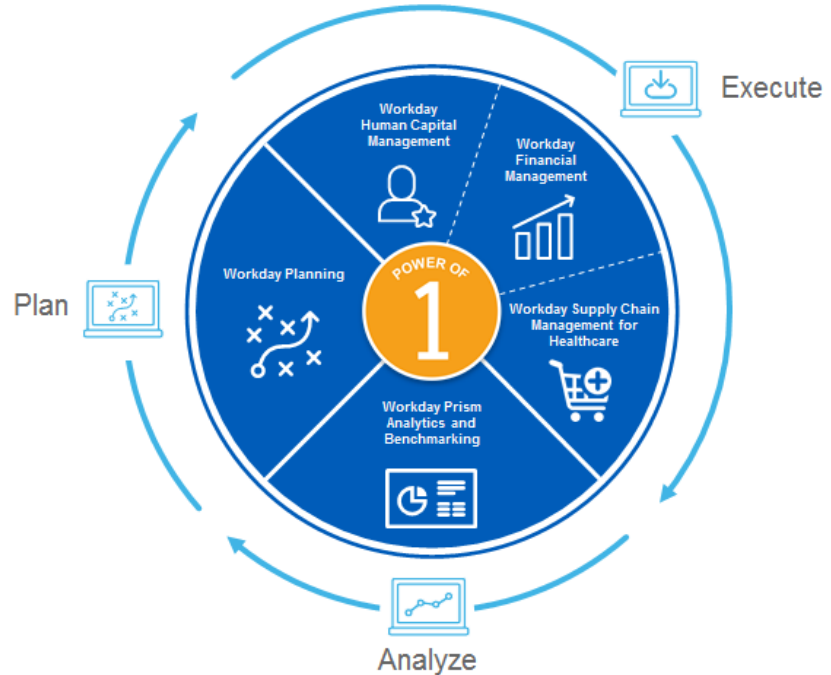 Execute
Workday
Human Capital
Management
Workday
Financial
Management
Plan
Workday Planning
POWER OF
1
Workday Supply Chain
Management for
Healthcare
Workday Prism
Analytics and
Benchmarking
Analyze